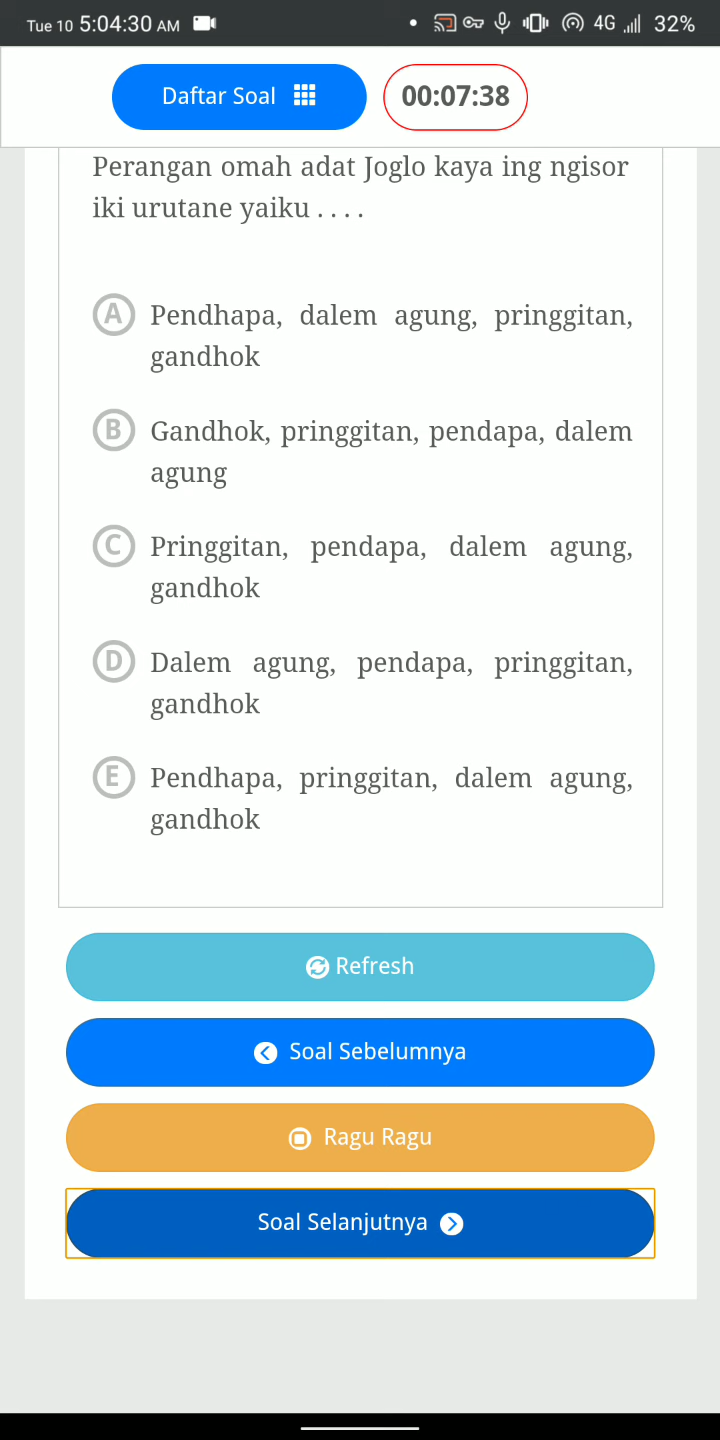 Tue 10 5:04:30 AM 4G 32%
Daftar Soal 00:07:38
Perangan omah adat Joglo kaya ing ngisor
iki urutane yaiku . . . .
A Pendhapa, dalem agung, pringgitan,
gandhok
B Gandhok, pringgitan, pendapa, dalem
agung
C Pringgitan, pendapa, dalem agung,
gandhok
D Dalem agung, pendapa, pringgitan,
gandhok
E Pendhapa, pringgitan, dalem agung,
gandhok
Refresh
Soal Sebelumnya
Ragu Ragu
Soal Selanjutnya